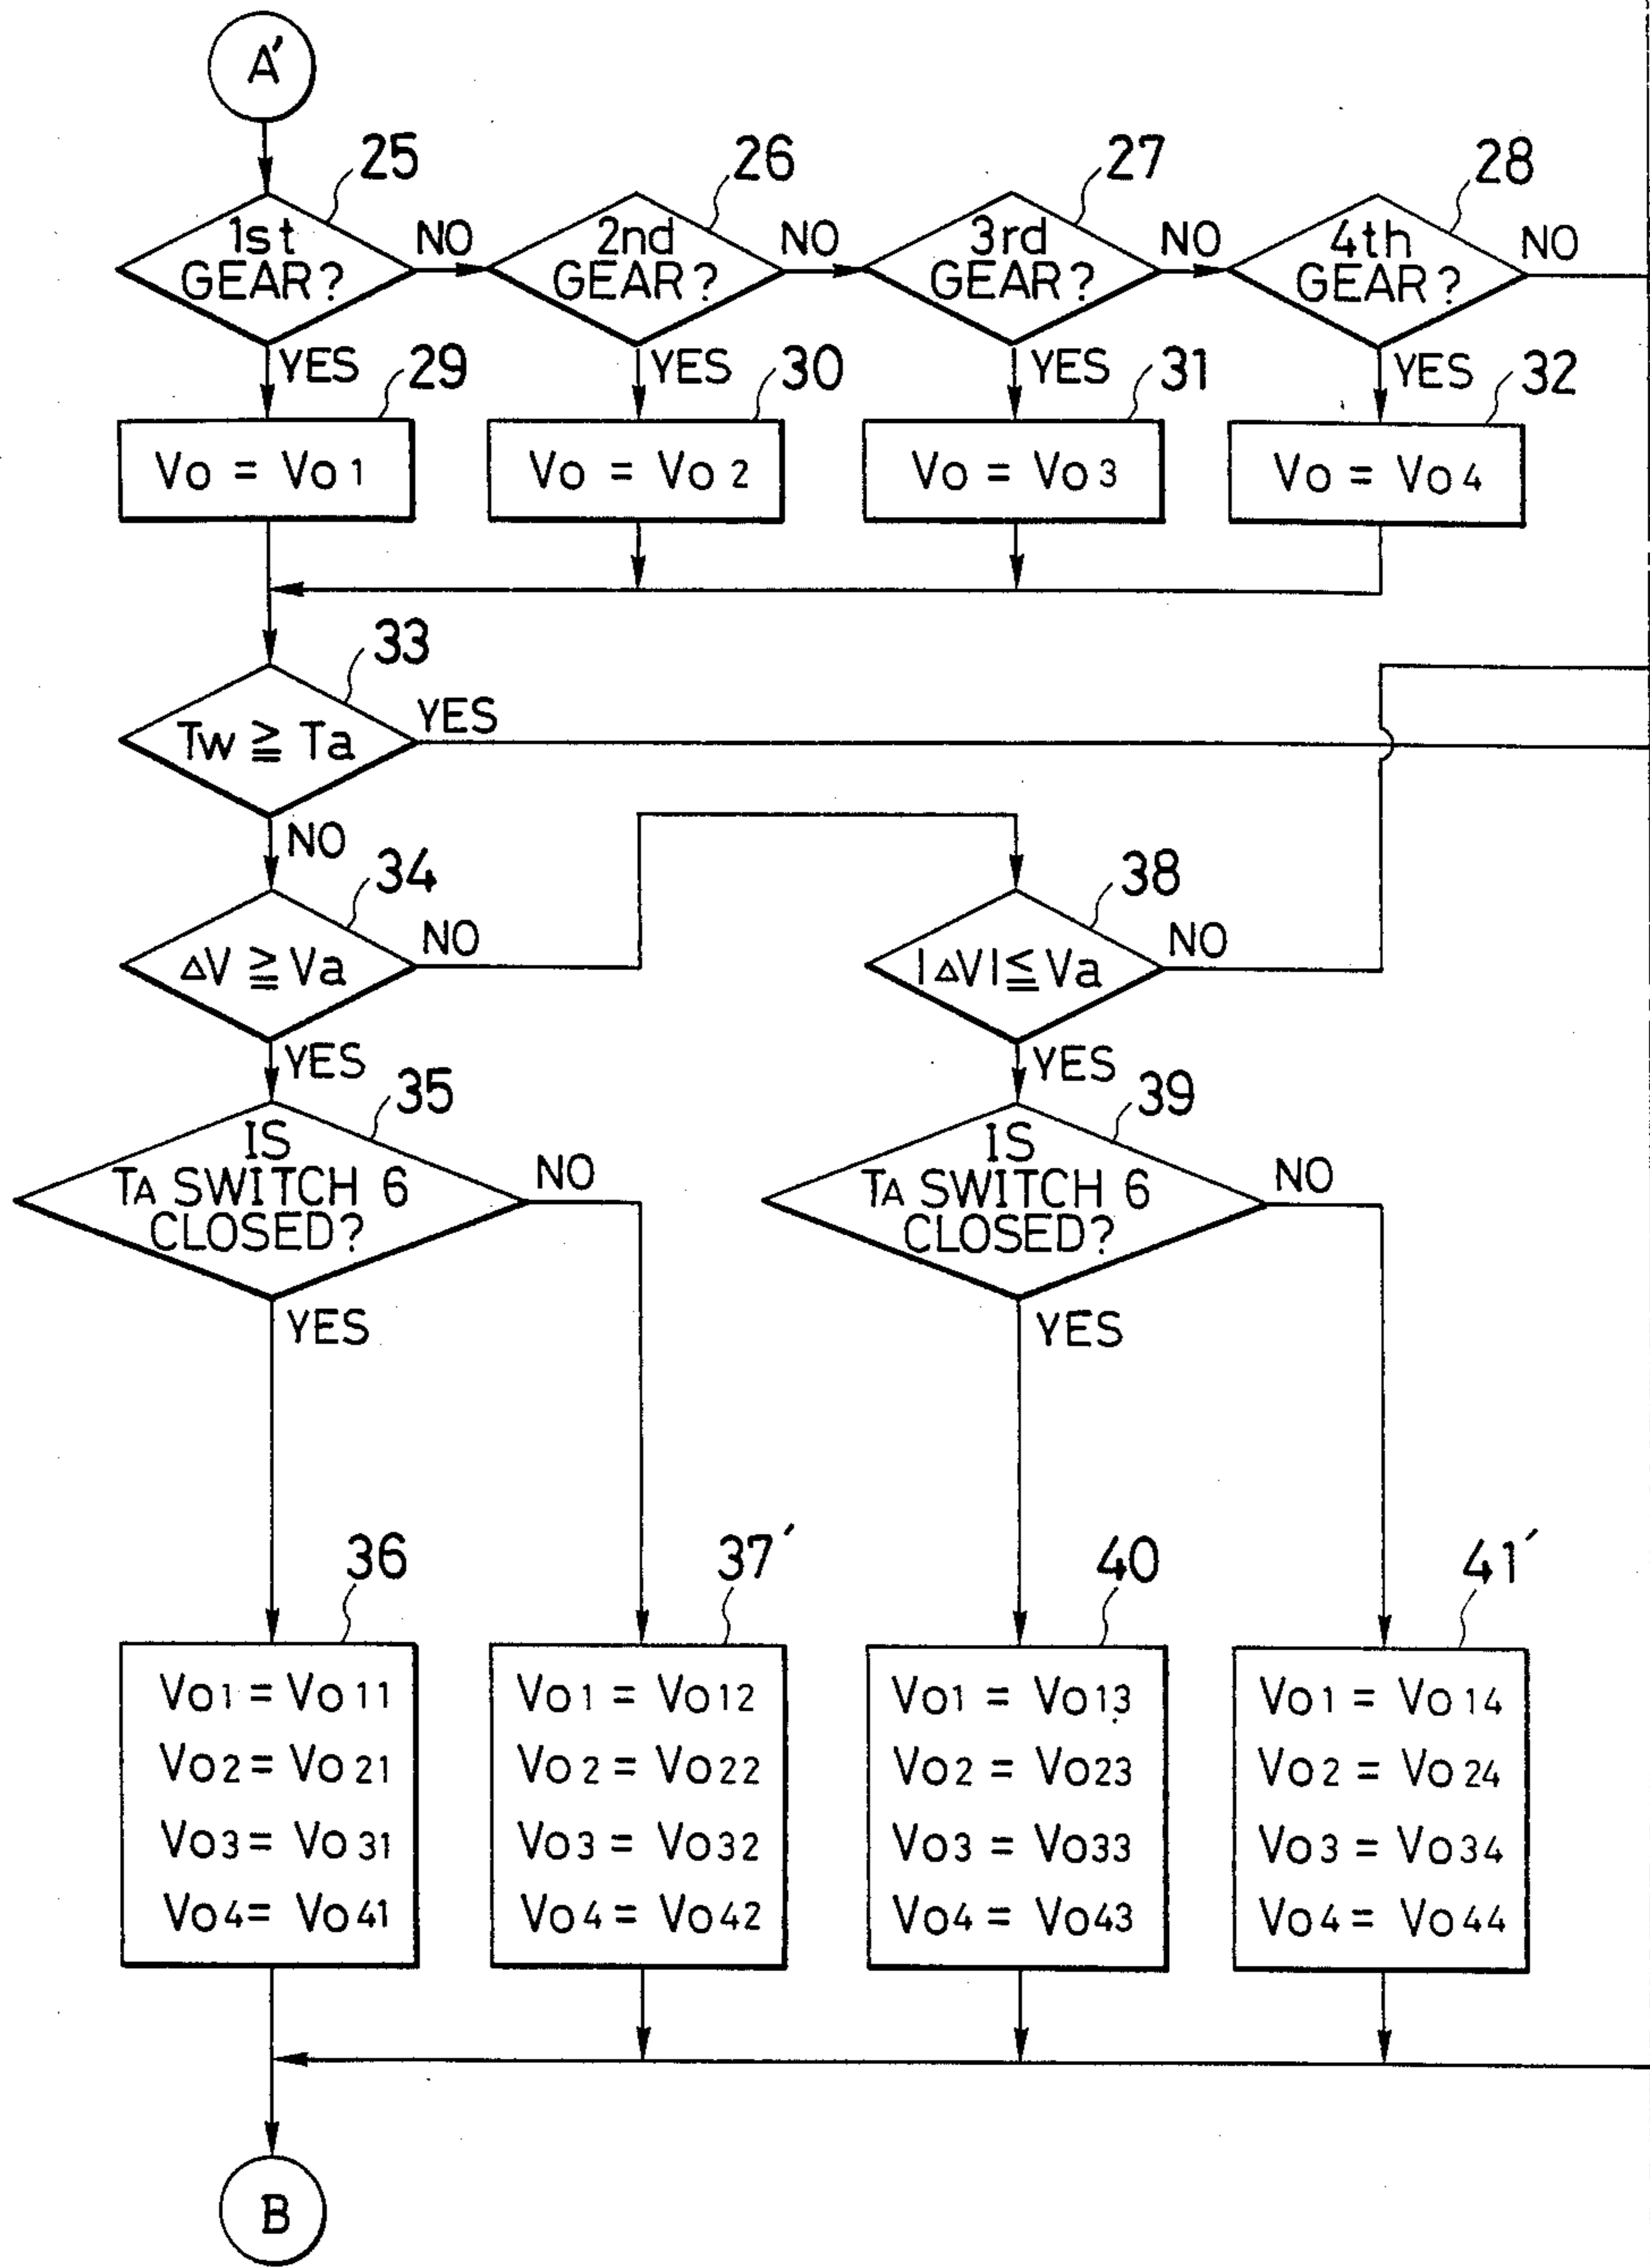 A'
25
26
27
28
1st
GEAR?
NO
2nd
GEAR?
NO
3rd
GEAR?
NO
4th
GEAR?
NO
YES
29
YES
30
YES
31
YES
32
Vo = Vo1
Vo = Vo2
Vo = Vo3
Vo = Vo4
33
Tw ≧ Ta
YES
NO
34
ΔV ≧ Va
NO
38
|ΔV| ≦ Va
NO
YES
35
YES
39
IS
TA SWITCH 6
CLOSED?
NO
IS
TA SWITCH 6
CLOSED?
NO
YES
YES
36
37'
40
41'
Vo1 = Vo11
Vo2 = Vo21
Vo3 = Vo31
Vo4 = Vo41
Vo1 = Vo12
Vo2 = Vo22
Vo3 = Vo32
Vo4 = Vo42
Vo1 = Vo13
Vo2 = Vo23
Vo3 = Vo33
Vo4 = Vo43
Vo1 = Vo14
Vo2 = Vo24
Vo3 = Vo34
Vo4 = Vo44
B